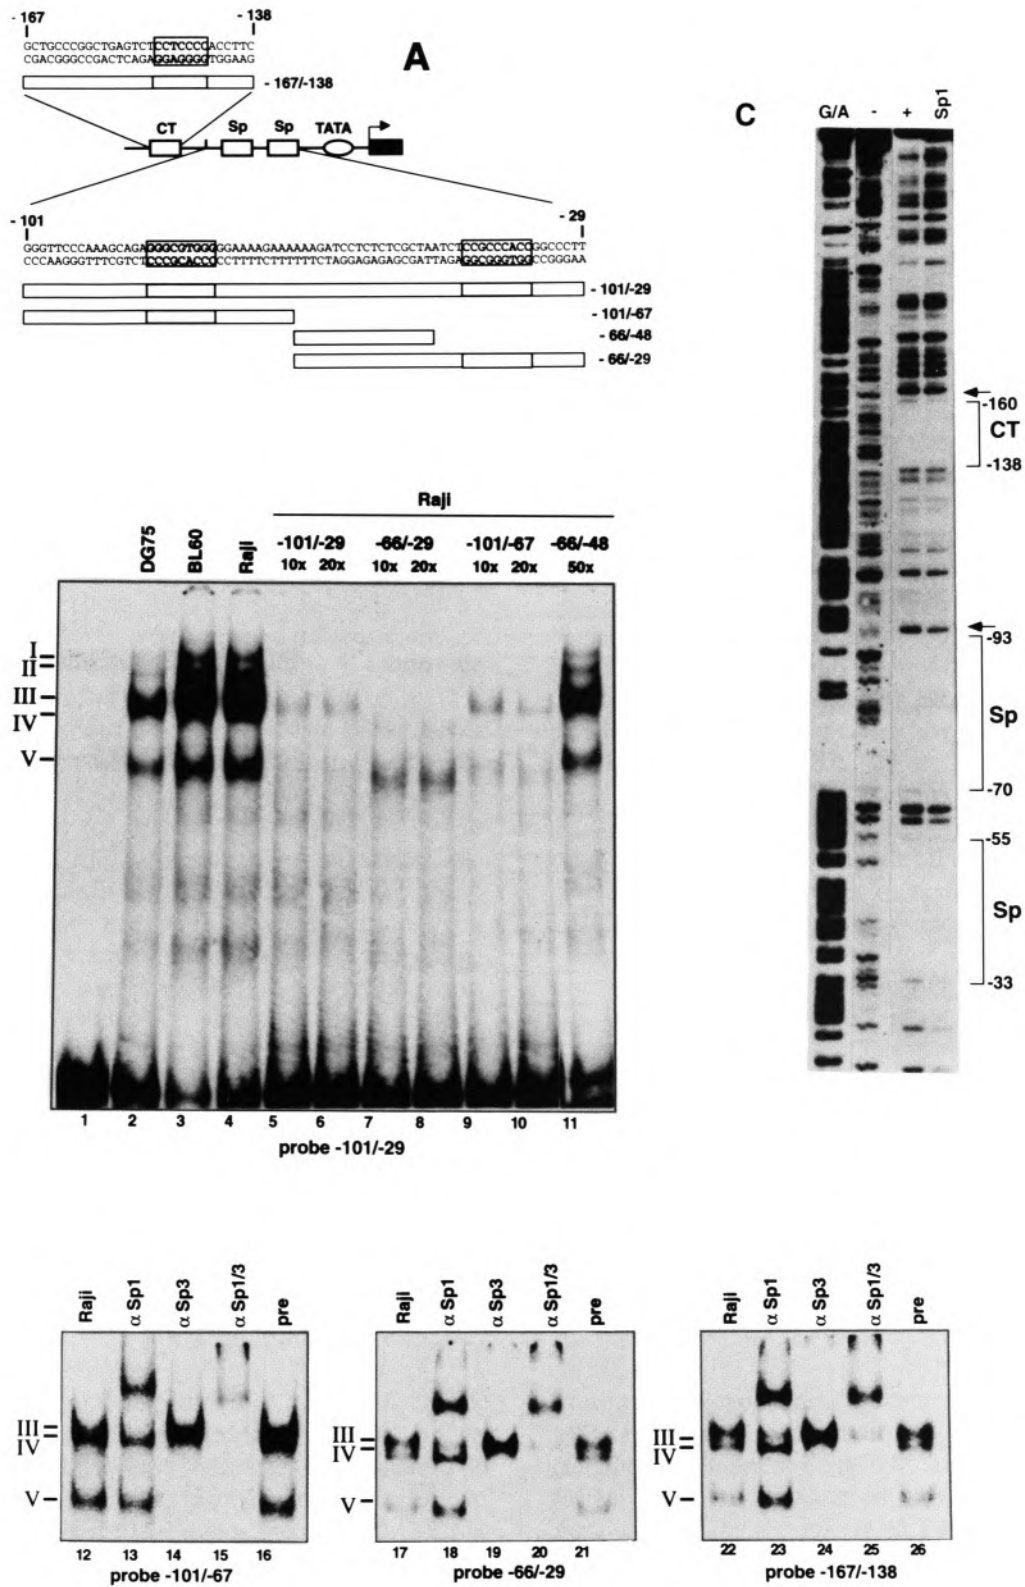 A
- 167 - 138
GCTGCCCGGCTGAGTCTCCTCCCCACCTTC
CGACGGGCCGACTCAGAGGAGGGGTGGAAG
- 167/-138
CT Sp Sp TATA
- 101 - 29
GGGTTCCCAAAGCAGAGGGCGTGGGGGAAAAGAAAAAAGATCCTCTCTCGCTAATCTCCGCCCACCGGCCCTT
CCCAAGGGTTTCGTCTCCCGCACCCCCTTTTCTTTTTTCTAGGAGAGAGCGATTAGAGGCGGGTGGCCGGGAA
- 101/-29
- 101/-67
- 66/-48
- 66/-29
C
G/A - + Sp1
-160
CT
-138
-93
Sp
-70
-55
Sp
-33
Raji
DG75 BL60 Raji -101/-29 -66/-29 -101/-67 -66/-48
10x 20x 10x 20x 10x 20x 50x
I
II
III
IV
V
1 2 3 4 5 6 7 8 9 10 11
probe -101/-29
Raji α Sp1 α Sp3 α Sp1/3 pre
III
IV
V
12 13 14 15 16
probe -101/-67
Raji α Sp1 α Sp3 α Sp1/3 pre
III
IV
V
17 18 19 20 21
probe -66/-29
Raji α Sp1 α Sp3 α Sp1/3 pre
III
IV
V
22 23 24 25 26
probe -167/-138